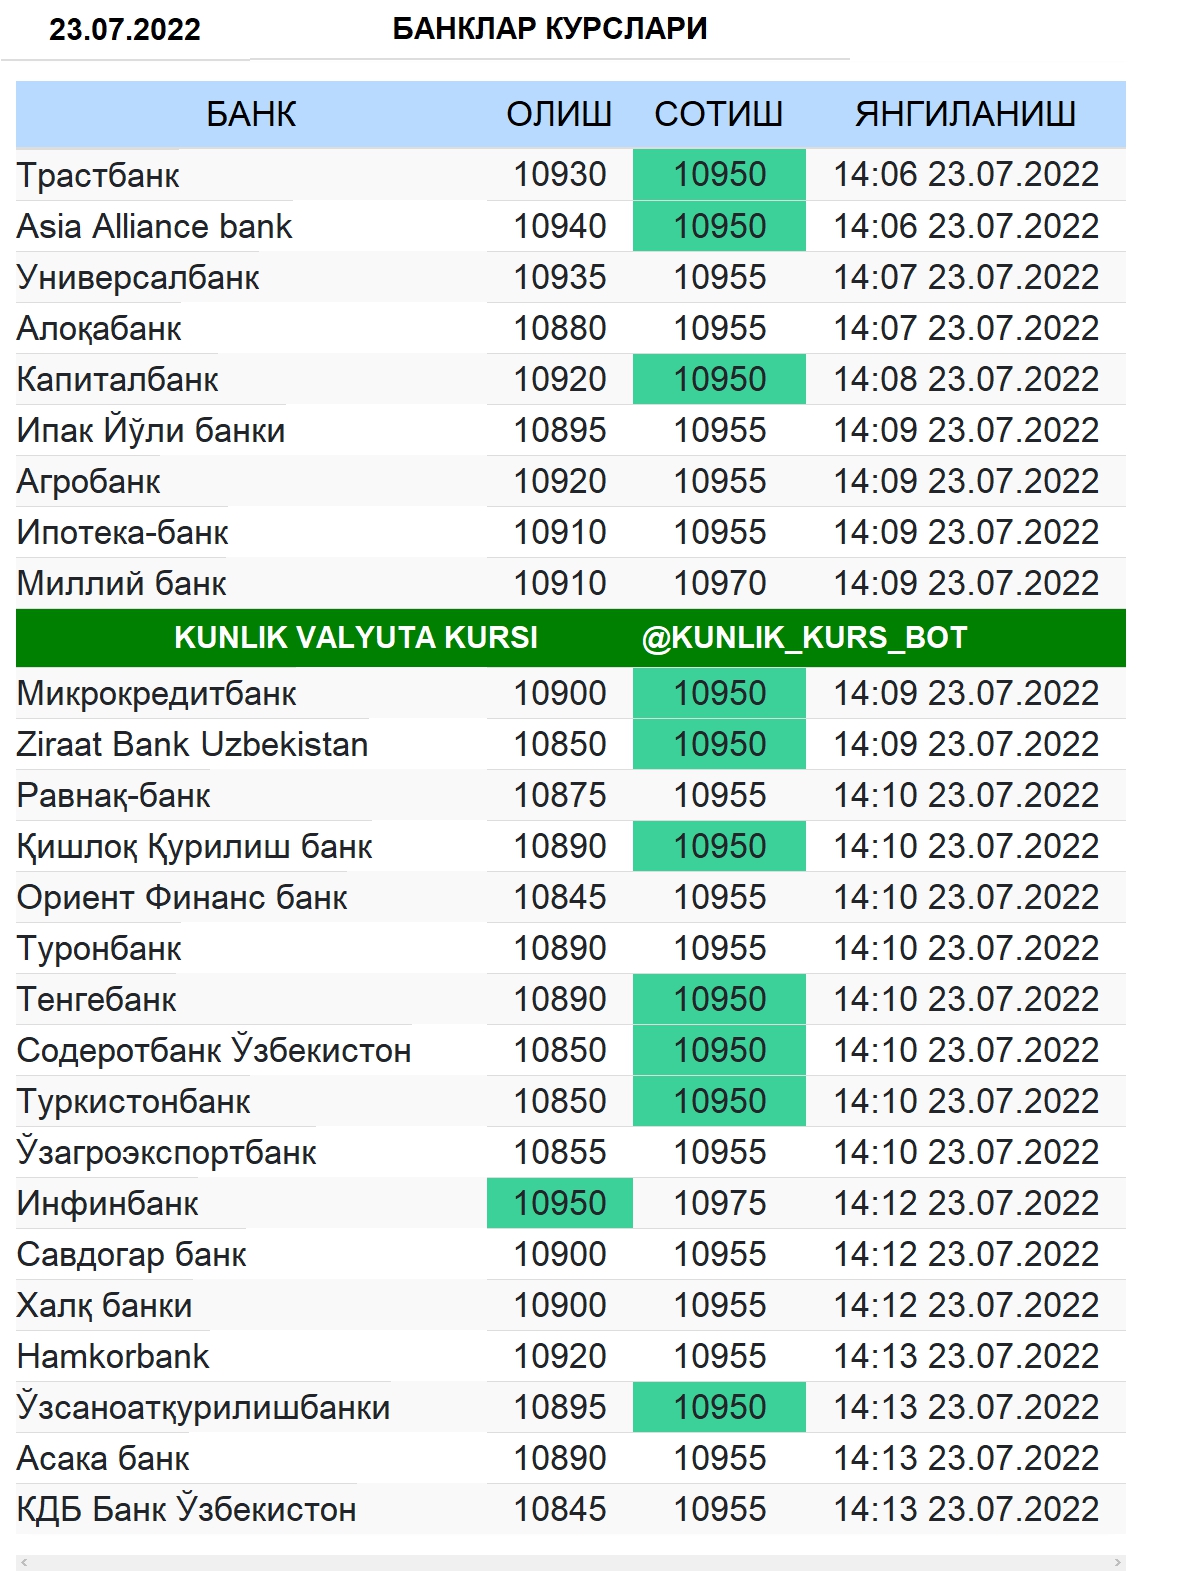 23.07.2022 БАНКЛАР КУРСЛАРИ
БАНК ОЛИШ СОТИШ ЯНГИЛАНИШ
Трастбанк 10930 10950 14:06 23.07.2022
Asia Alliance bank 10940 10950 14:06 23.07.2022
Универсалбанк 10935 10955 14:07 23.07.2022
Алоқабанк 10880 10955 14:07 23.07.2022
Капиталбанк 10920 10950 14:08 23.07.2022
Ипак Йўли банки 10895 10955 14:09 23.07.2022
Агробанк 10920 10955 14:09 23.07.2022
Ипотека-банк 10910 10955 14:09 23.07.2022
Миллий банк 10910 10970 14:09 23.07.2022
KUNLIK VALYUTA KURSI @KUNLIK_KURS_BOT
Микрокредитбанк 10900 10950 14:09 23.07.2022
Ziraat Bank Uzbekistan 10850 10950 14:09 23.07.2022
Равнақ-банк 10875 10955 14:10 23.07.2022
Қишлоқ Қурилиш банк 10890 10950 14:10 23.07.2022
Ориент Финанс банк 10845 10955 14:10 23.07.2022
Туронбанк 10890 10955 14:10 23.07.2022
Тенгебанк 10890 10950 14:10 23.07.2022
Содеротбанк Ўзбекистон 10850 10950 14:10 23.07.2022
Туркистонбанк 10850 10950 14:10 23.07.2022
Ўзагроэкспортбанк 10855 10955 14:10 23.07.2022
Инфинбанк 10950 10975 14:12 23.07.2022
Савдогар банк 10900 10955 14:12 23.07.2022
Халқ банки 10900 10955 14:12 23.07.2022
Hamkorbank 10920 10955 14:13 23.07.2022
Ўзсаноатқурилишбанки 10895 10950 14:13 23.07.2022
Асака банк 10890 10955 14:13 23.07.2022
КДБ Банк Ўзбекистон 10845 10955 14:13 23.07.2022